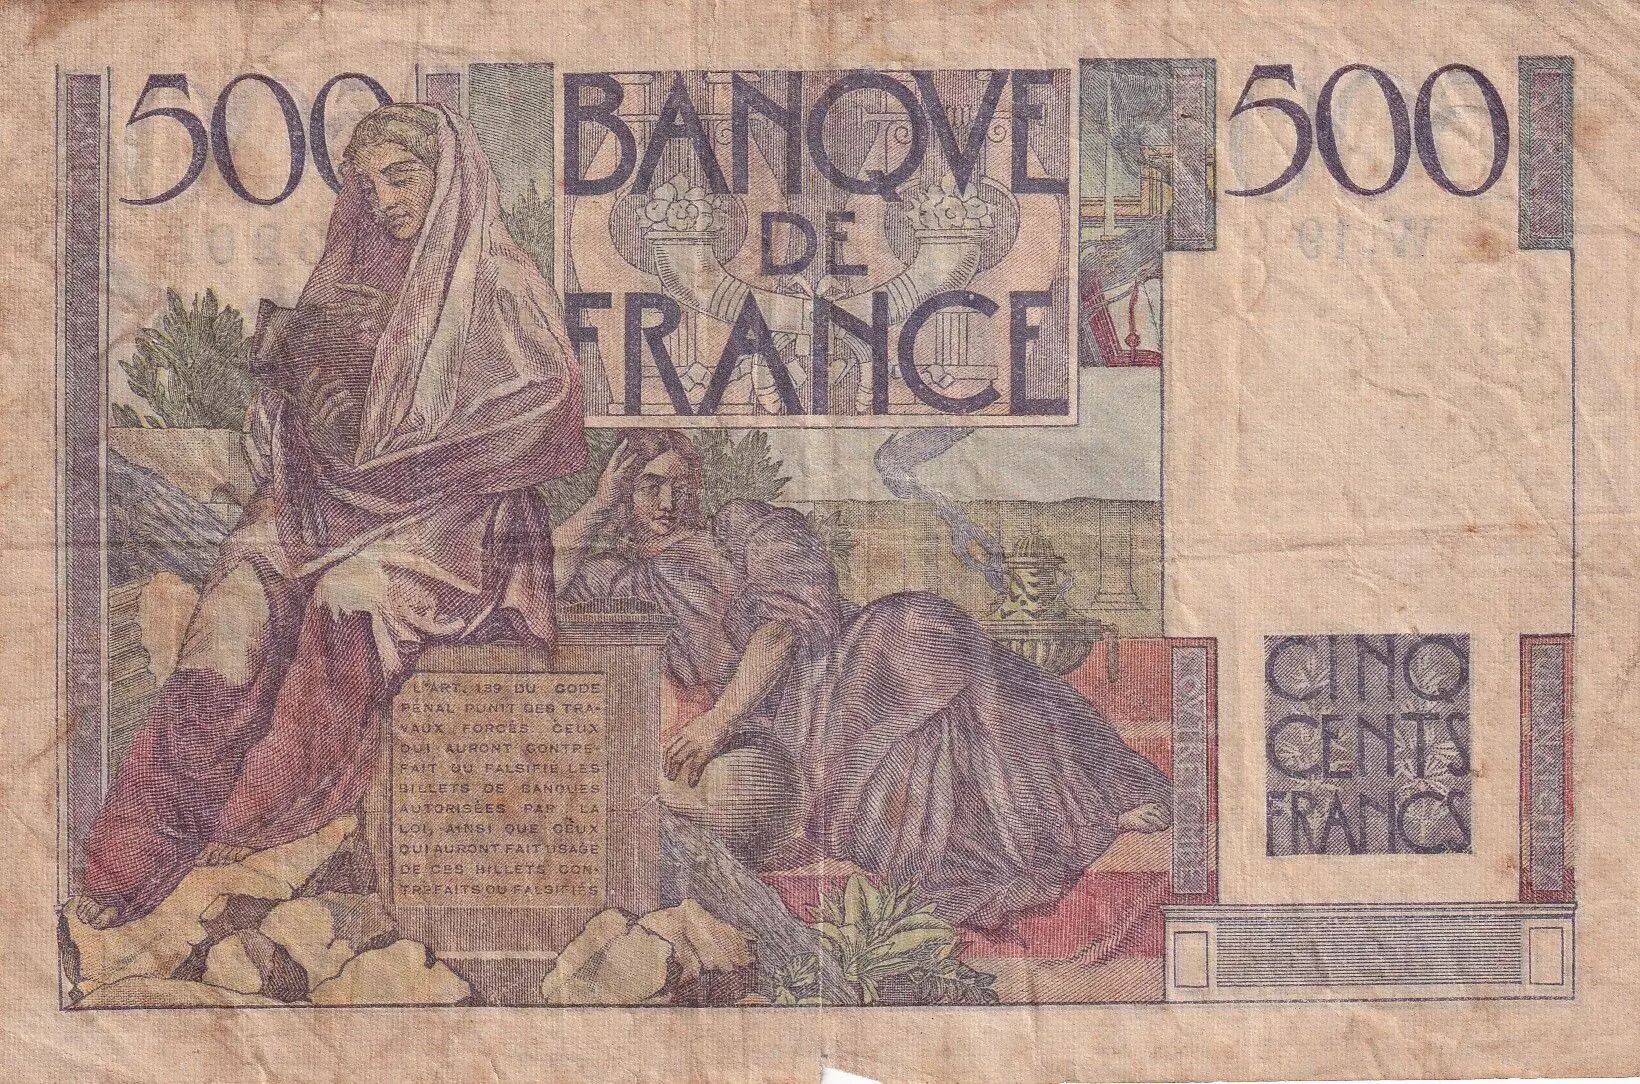 500
BANQVE
DE
FRANCE
500
L'ART. 139 DU CODE
PÉNAL PUNIT DES TRA-
VAUX FORCÉS CEUX
QUI AURONT CONTRE-
FAIT OU FALSIFIÉ LES
BILLETS DE BANQUES
AUTORISÉES PAR LA
LOI, AINSI QUE CEUX
QUI AURONT FAIT USAGE
DE CES BILLETS CON-
TREFAITS OU FALSIFIÉS
CINQ
CENTS
FRANCS